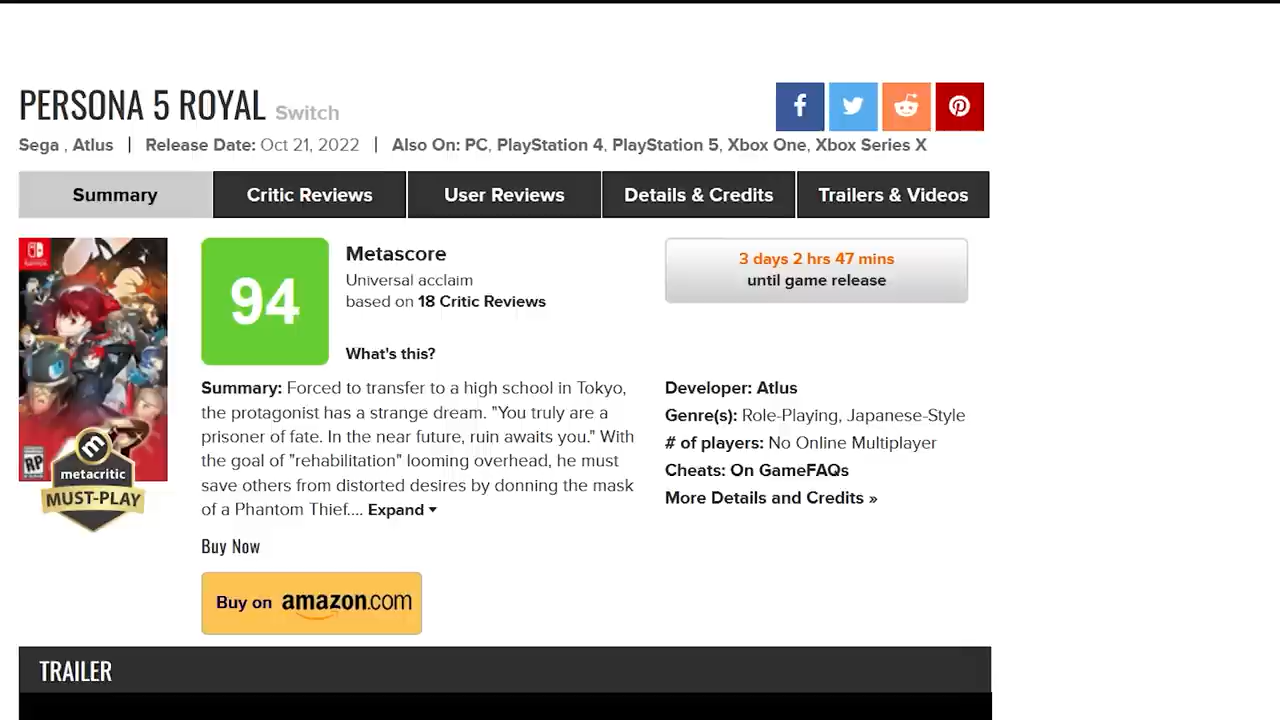 PERSONA 5 ROYAL Switch
Sega , Atlus | Release Date: Oct 21, 2022 | Also On: PC, PlayStation 4, PlayStation 5, Xbox One, Xbox Series X
Summary
Critic Reviews
User Reviews
Details & Credits
Trailers & Videos
metacritic
MUST-PLAY
94
Metascore
Universal acclaim
based on 18 Critic Reviews
What's this?
3 days 2 hrs 47 mins
until game release
Summary: Forced to transfer to a high school in Tokyo,
the protagonist has a strange dream. "You truly are a
prisoner of fate. In the near future, ruin awaits you." With
the goal of "rehabilitation" looming overhead, he must
save others from distorted desires by donning the mask
of a Phantom Thief.... Expand
Developer: Atlus
Genre(s): Role-Playing, Japanese-Style
# of players: No Online Multiplayer
Cheats: On GameFAQs
More Details and Credits »
Buy Now
Buy on amazon.com
TRAILER